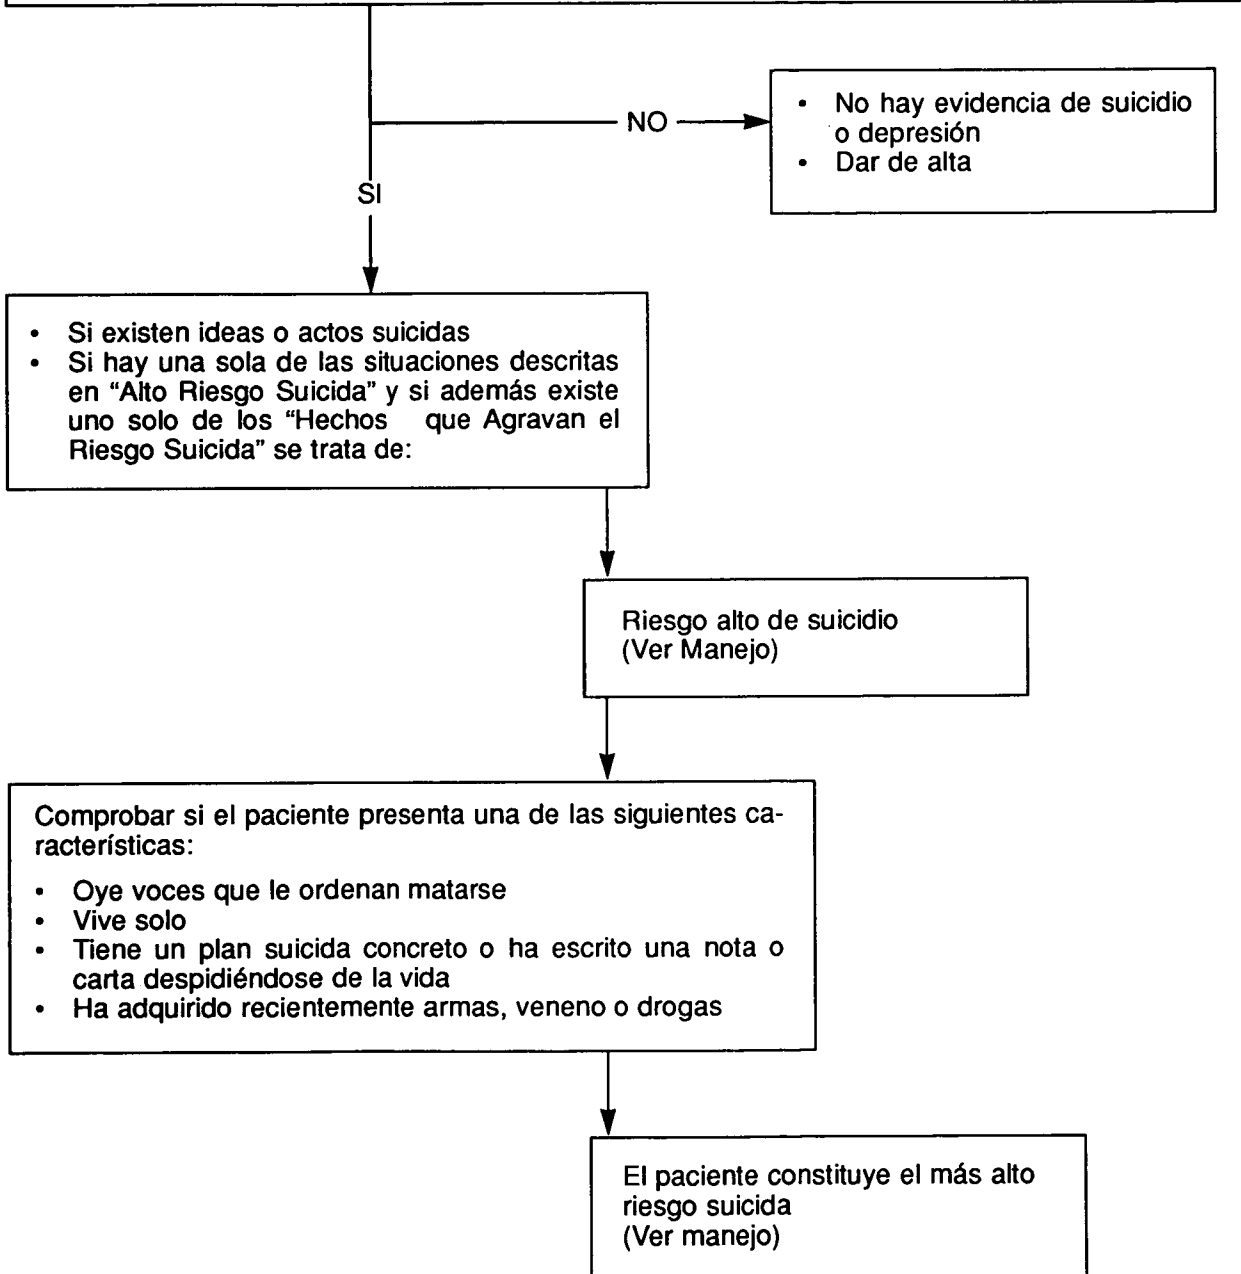 NO
• No hay evidencia de suicidio
o depresión
• Dar de alta
SI
• Si existen ideas o actos suicidas
• Si hay una sola de las situaciones descritas
en “Alto Riesgo Suicida” y si además existe
uno solo de los “Hechos que Agravan el
Riesgo Suicida” se trata de:
Riesgo alto de suicidio
(Ver Manejo)
Comprobar si el paciente presenta una de las siguientes ca-
racterísticas:
• Oye voces que le ordenan matarse
• Vive solo
• Tiene un plan suicida concreto o ha escrito una nota o
carta despidiéndose de la vida
• Ha adquirido recientemente armas, veneno o drogas
El paciente constituye el más alto
riesgo suicida
(Ver manejo)